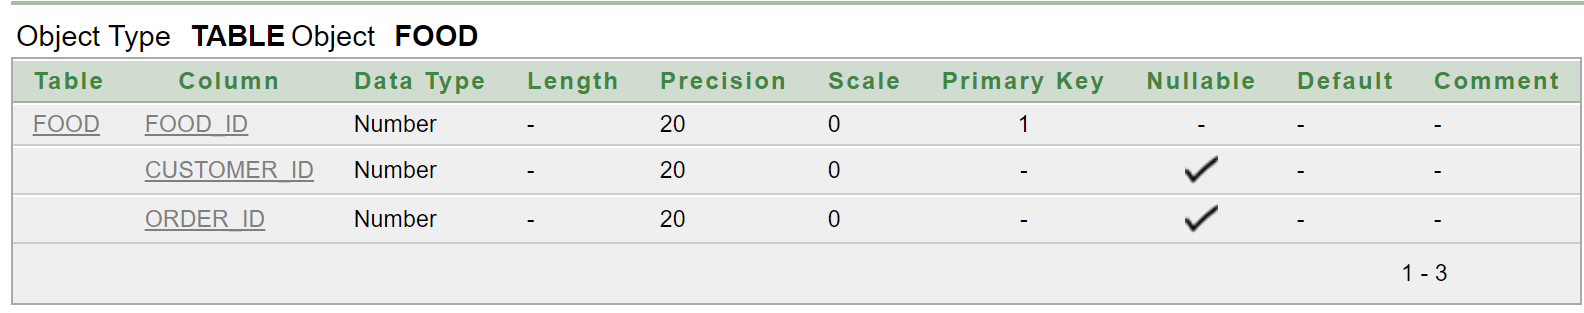 Object Type TABLE Object FOOD
Table Column Data Type Length Precision Scale Primary Key Nullable Default Comment
FOOD FOOD_ID Number - 20 0 1 - - -
CUSTOMER_ID Number - 20 0 - ✓ - -
ORDER_ID Number - 20 0 - ✓ - -
1 - 3